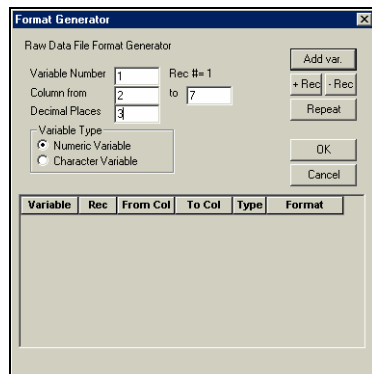 Format Generator
Raw Data File Format Generator
Add var.
Variable Number 1 Rec #= 1
+ Rec - Rec
Column from 2 to 7
Decimal Places 3
Repeat
Variable Type
Numeric Variable
Character Variable
OK
Cancel
Variable Rec From Col To Col Type Format